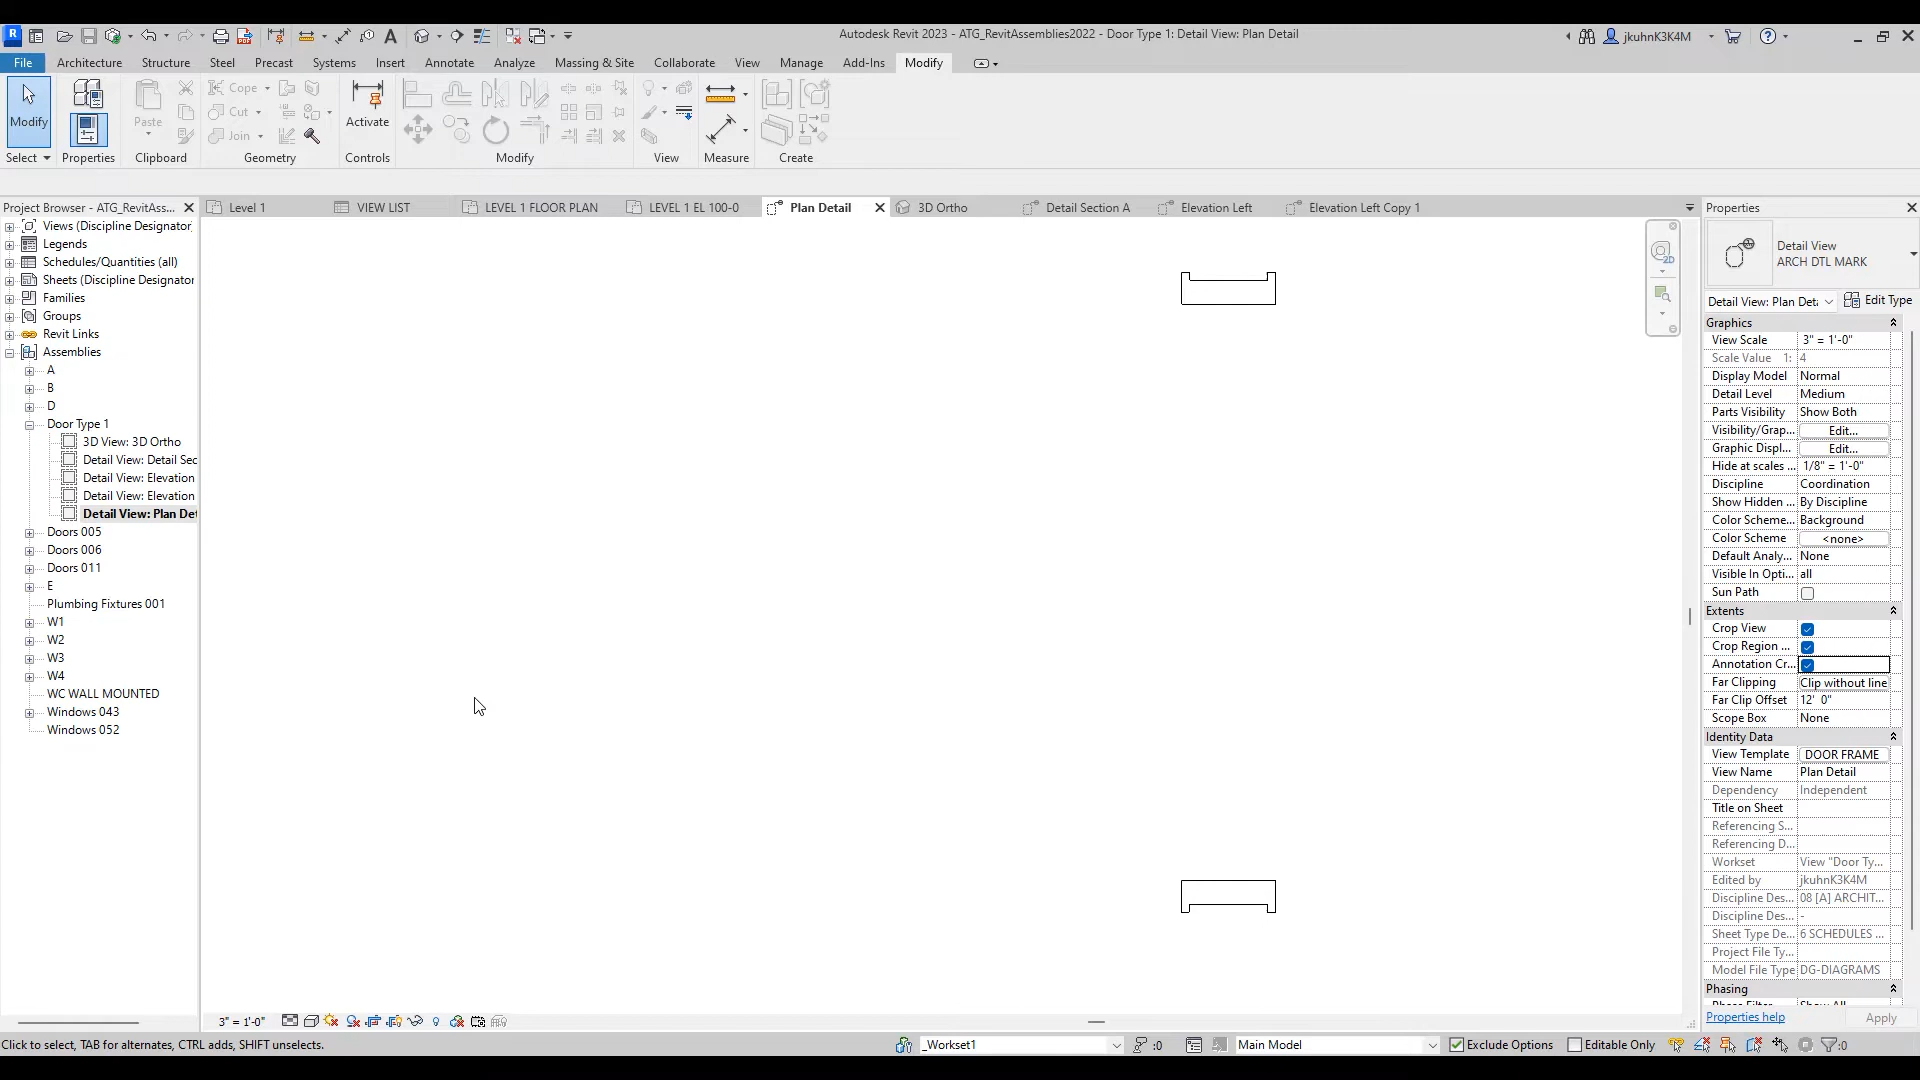 Autodesk Revit 2023 - ATG_RevitAssemblies2022 - Door Type 1: Detail View: Plan Detail
jkuhnK3K4M
File Architecture Structure Steel Precast Systems Insert Annotate Analyze Massing & Site Collaborate View Manage Add-Ins Modify
Modify
Paste
Cope
Cut
Join
Activate
Select Properties Clipboard Geometry Controls Modify View Measure Create
Project Browser - ATG_RevitAss...
Level 1 VIEW LIST LEVEL 1 FLOOR PLAN LEVEL 1 EL 100-0 Plan Detail 3D Ortho Detail Section A Elevation Left Elevation Left Copy 1
Views (Discipline Designator
Legends
Schedules/Quantities (all)
Sheets (Discipline Designator
Families
Groups
Revit Links
Assemblies
A
B
D
Door Type 1
3D View: 3D Ortho
Detail View: Detail Sec
Detail View: Elevation
Detail View: Elevation
Detail View: Plan Det
Doors 005
Doors 006
Doors 011
E
Plumbing Fixtures 001
W1
W2
W3
W4
WC WALL MOUNTED
Windows 043
Windows 052
2D
Properties
Detail View
ARCH DTL MARK
Detail View: Plan Deta
Edit Type
Graphics
View Scale 3" = 1'-0"
Scale Value 1: 4
Display Model Normal
Detail Level Medium
Parts Visibility Show Both
Visibility/Grap... Edit...
Graphic Displ... Edit...
Hide at scales ... 1/8" = 1'-0"
Discipline Coordination
Show Hidden ... By Discipline
Color Scheme... Background
Color Scheme <none>
Default Analy... None
Visible In Opti... all
Sun Path
Extents
Crop View
Crop Region ...
Annotation Cr...
Far Clipping Clip without line
Far Clip Offset 12' 0"
Scope Box None
Identity Data
View Template DOOR FRAME
View Name Plan Detail
Dependency Independent
Title on Sheet
Referencing S...
Referencing D...
Workset View "Door Ty...
Edited by jkuhnK3K4M
Discipline Des... 08 [A] ARCHIT...
Discipline Des... -
Sheet Type De... 6 SCHEDULES ...
Project File Ty...
Model File Type DG-DIAGRAMS
Phasing
Properties help
Apply
3" = 1'-0"
Click to select, TAB for alternates, CTRL adds, SHIFT unselects.
_Workset1
:0
Main Model
Exclude Options
Editable Only
:0